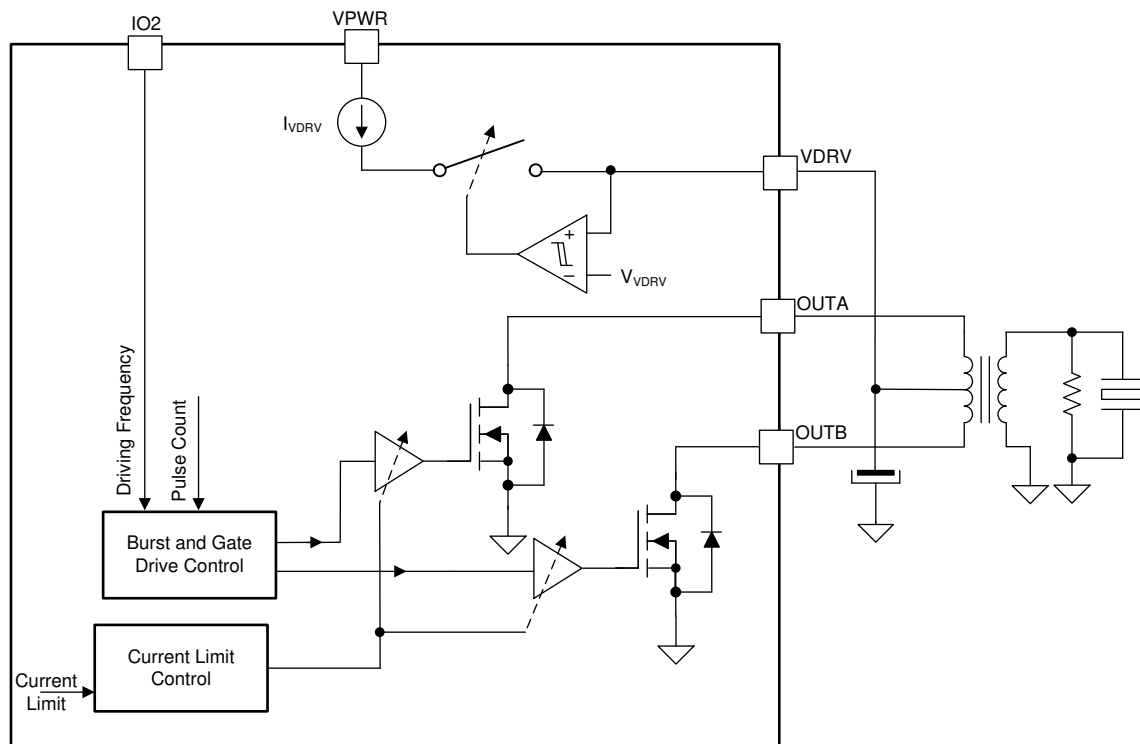 IO2
VPWR
IVDRV
VDRV
+
−
VVDRV
OUTA
OUTB
Driving Frequency
Pulse Count
Burst and Gate
Drive Control
Current Limit
Control
Current
Limit